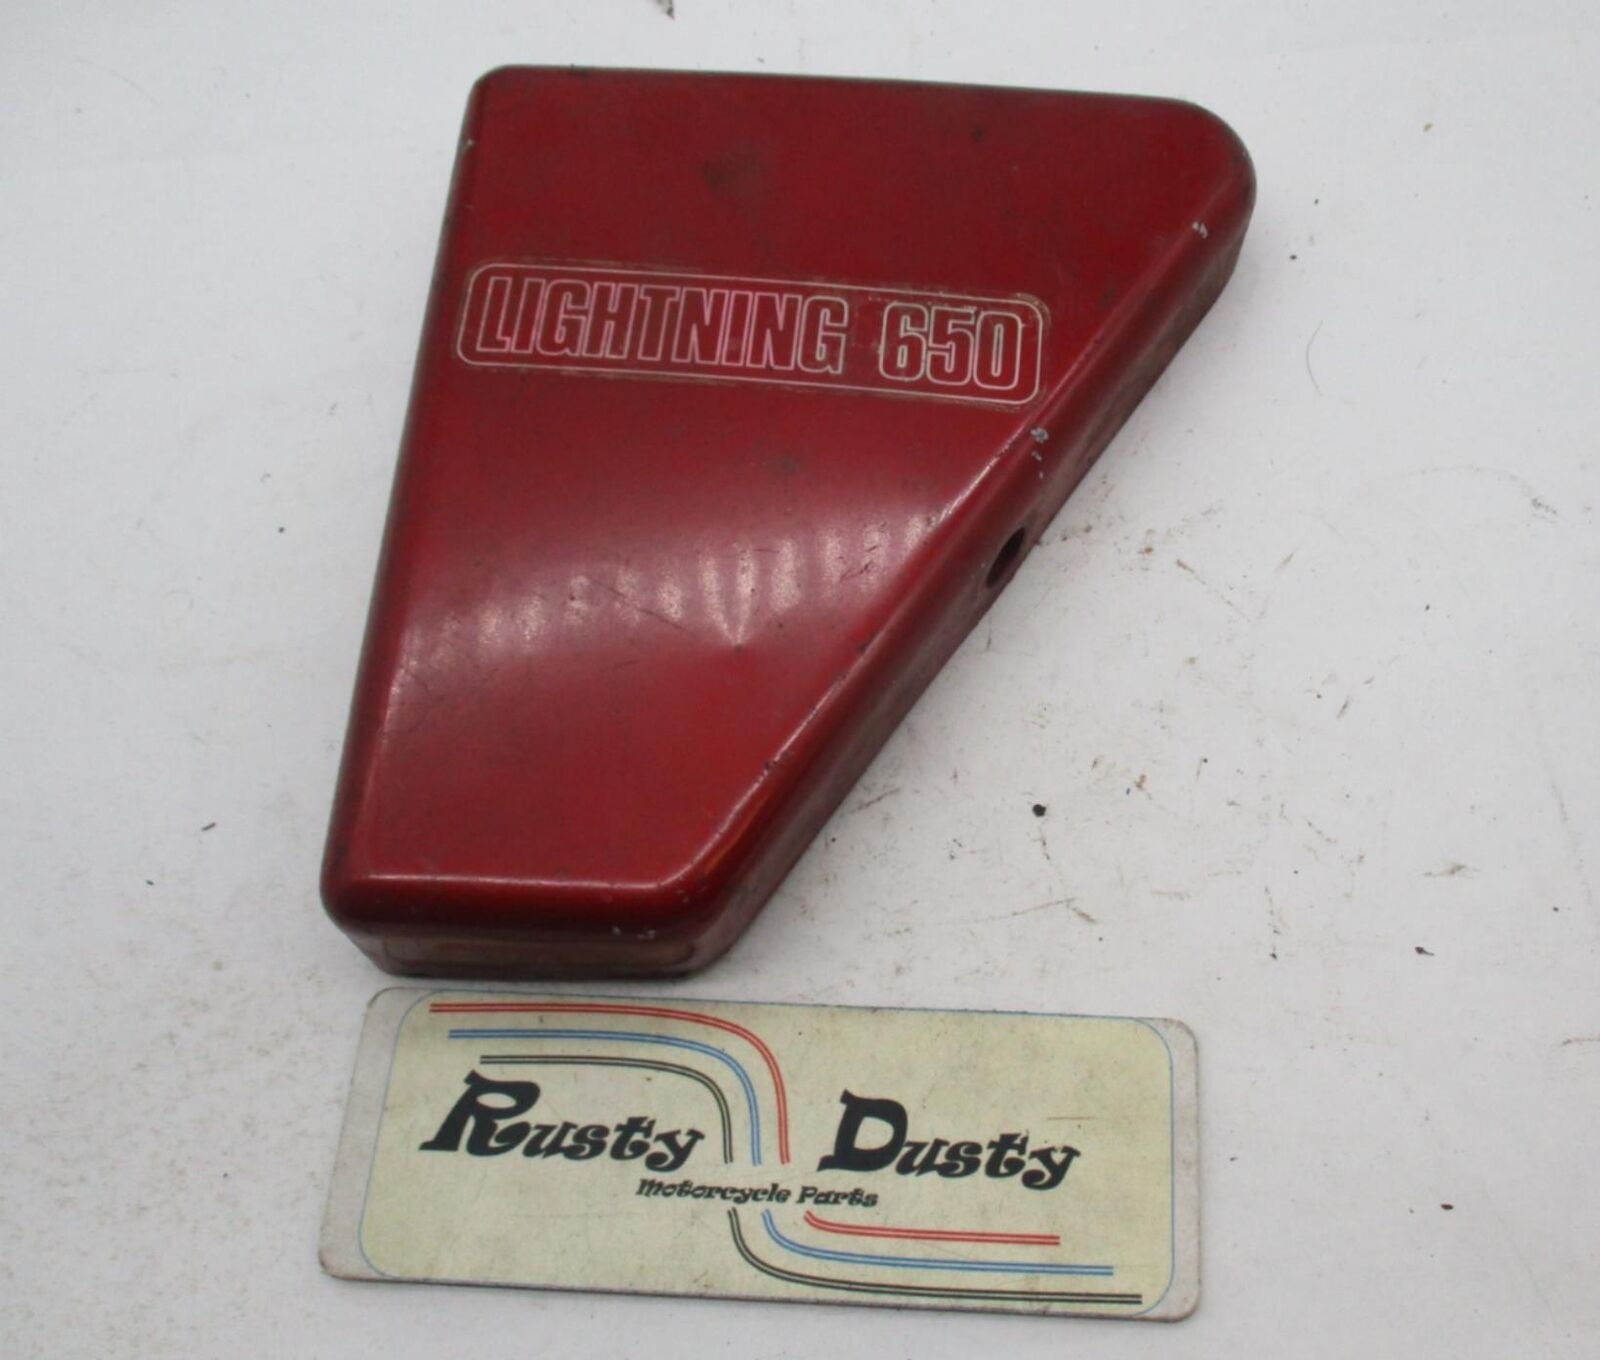 LIGHTNING 650
Rusty Dusty
Motorcycle Parts